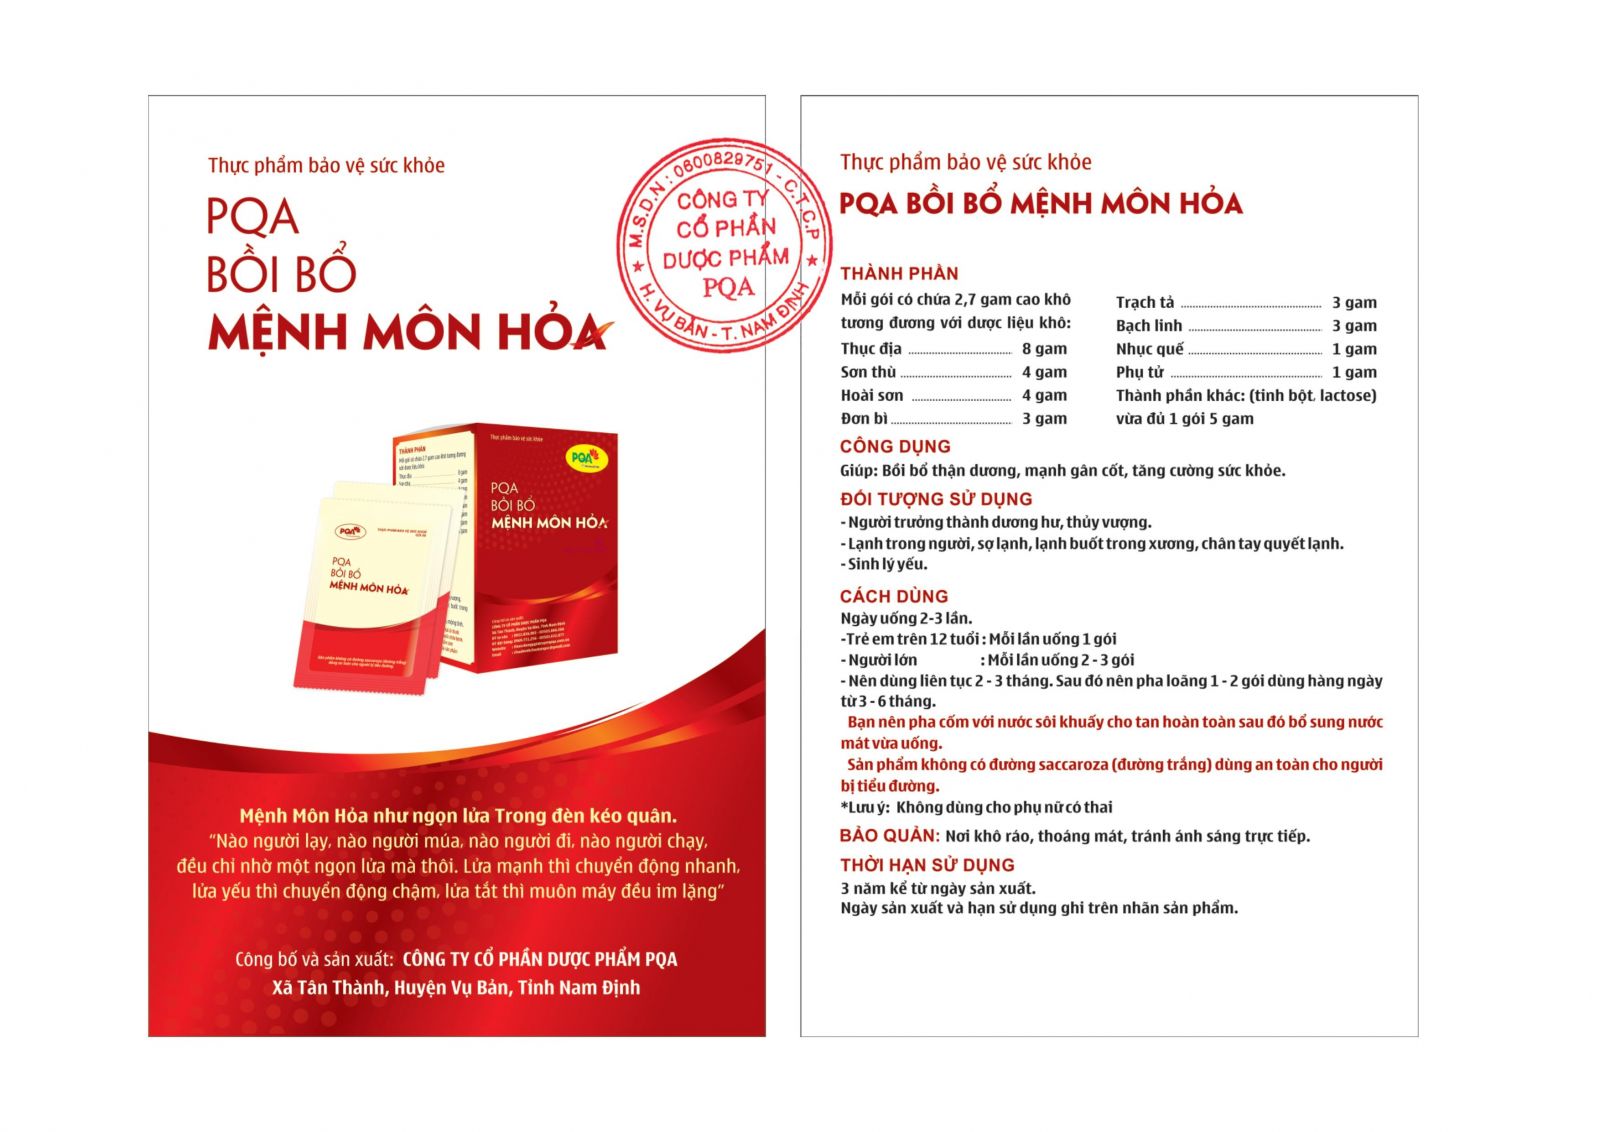 Thực phẩm bảo vệ sức khỏe
PQA
BỒI BỔ
MỆNH MÔN HỎA
M.S.D.N: 0600829751 - C.T.C.P
CÔNG TY
CỔ PHẦN
DƯỢC PHẨM
PQA
H. VỤ BẢN - T. NAM ĐỊNH
Thực phẩm bảo vệ sức khỏe
THÀNH PHẦN
PQA
PQA
BỒI BỔ
MỆNH MÔN HỎA
PQA
THỰC PHẨM BẢO VỆ SỨC KHỎE
PQA
BỒI BỔ
MỆNH MÔN HỎA
Mệnh Môn Hỏa như ngọn lửa Trong đèn kéo quân.
“Nào người lạy, nào người múa, nào người đi, nào người chạy,
đều chỉ nhờ một ngọn lửa mà thôi. Lửa mạnh thì chuyển động nhanh,
lửa yếu thì chuyển động chậm, lửa tắt thì muôn máy đều im lặng”
Công bố và sản xuất: CÔNG TY CỔ PHẦN DƯỢC PHẨM PQA
Xã Tân Thành, Huyện Vụ Bản, Tỉnh Nam Định
Thực phẩm bảo vệ sức khỏe
PQA BỒI BỔ MỆNH MÔN HỎA
THÀNH PHẦN
Mỗi gói có chứa 2,7 gam cao khô
tương đương với dược liệu khô:
Thục địa ........ 8 gam
Sơn thù ........ 4 gam
Hoài sơn ........ 4 gam
Đơn bì ........ 3 gam
Trạch tả ........ 3 gam
Bạch linh ........ 3 gam
Nhục quế ........ 1 gam
Phụ tử ........ 1 gam
Thành phần khác: (tinh bột, lactose)
vừa đủ 1 gói 5 gam
CÔNG DỤNG
Giúp: Bồi bổ thận dương, mạnh gân cốt, tăng cường sức khỏe.
ĐỐI TƯỢNG SỬ DỤNG
- Người trưởng thành dương hư, thủy vượng.
- Lạnh trong người, sợ lạnh, lạnh buốt trong xương, chân tay quyết lạnh.
- Sinh lý yếu.
CÁCH DÙNG
Ngày uống 2-3 lần.
-Trẻ em trên 12 tuổi : Mỗi lần uống 1 gói
- Người lớn : Mỗi lần uống 2 - 3 gói
- Nên dùng liên tục 2 - 3 tháng. Sau đó nên pha loãng 1 - 2 gói dùng hàng ngày
từ 3 - 6 tháng.
Bạn nên pha cốm với nước sôi khuấy cho tan hoàn toàn sau đó bổ sung nước
mát vừa uống.
Sản phẩm không có đường saccaroza (đường trắng) dùng an toàn cho người
bị tiểu đường.
*Lưu ý: Không dùng cho phụ nữ có thai
BẢO QUẢN: Nơi khô ráo, thoáng mát, tránh ánh sáng trực tiếp.
THỜI HẠN SỬ DỤNG
3 năm kể từ ngày sản xuất.
Ngày sản xuất và hạn sử dụng ghi trên nhãn sản phẩm.